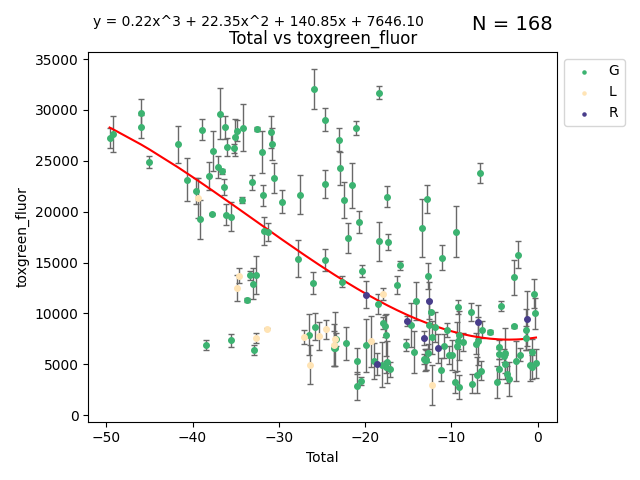 y = 0.22x^3 + 22.35x^2 + 140.85x + 7646.10
N = 168
Total vs toxgreen_fluor
35000
30000
25000
20000
15000
10000
5000
0
toxgreen_fluor
−50
−40
−30
−20
−10
0
Total
G
L
R